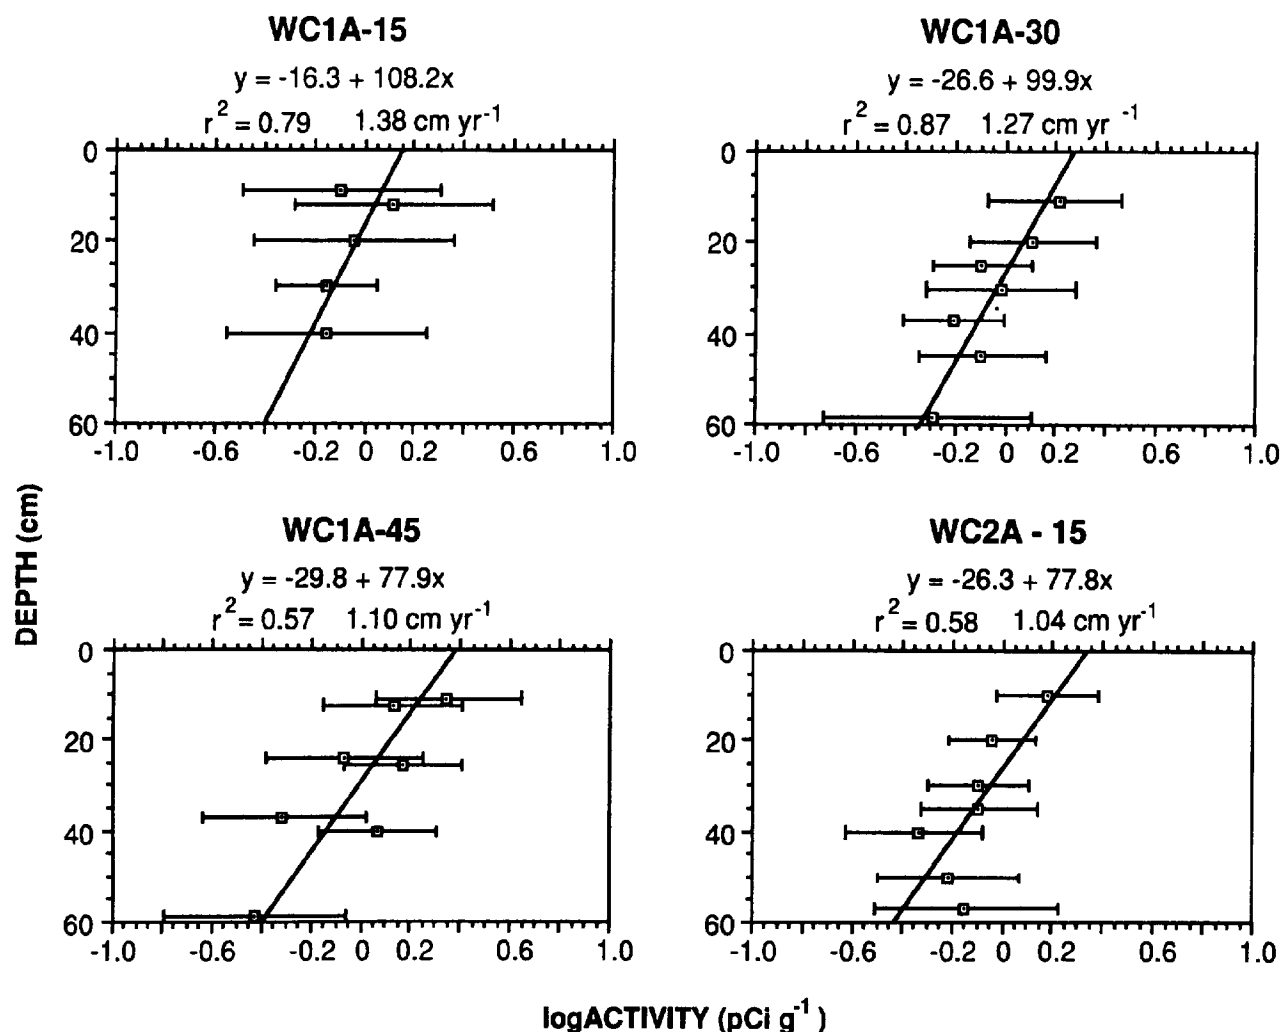 WC1A-15
y = -16.3 + 108.2x
r² = 0.79 1.38 cm yr⁻¹
0
20
40
60
-1.0 -0.6 -0.2 0 0.2 0.6 1.0
WC1A-30
y = -26.6 + 99.9x
r² = 0.87 1.27 cm yr⁻¹
0
20
40
60
-1.0 -0.6 -0.2 0 0.2 0.6 1.0
DEPTH (cm)
WC1A-45
y = -29.8 + 77.9x
r² = 0.57 1.10 cm yr⁻¹
0
20
40
60
-1.0 -0.6 -0.2 0 0.2 0.6 1.0
WC2A - 15
y = -26.3 + 77.8x
r² = 0.58 1.04 cm yr⁻¹
0
20
40
60
-1.0 -0.6 -0.2 0 0.2 0.6 1.0
logACTIVITY (pCi g⁻¹ )